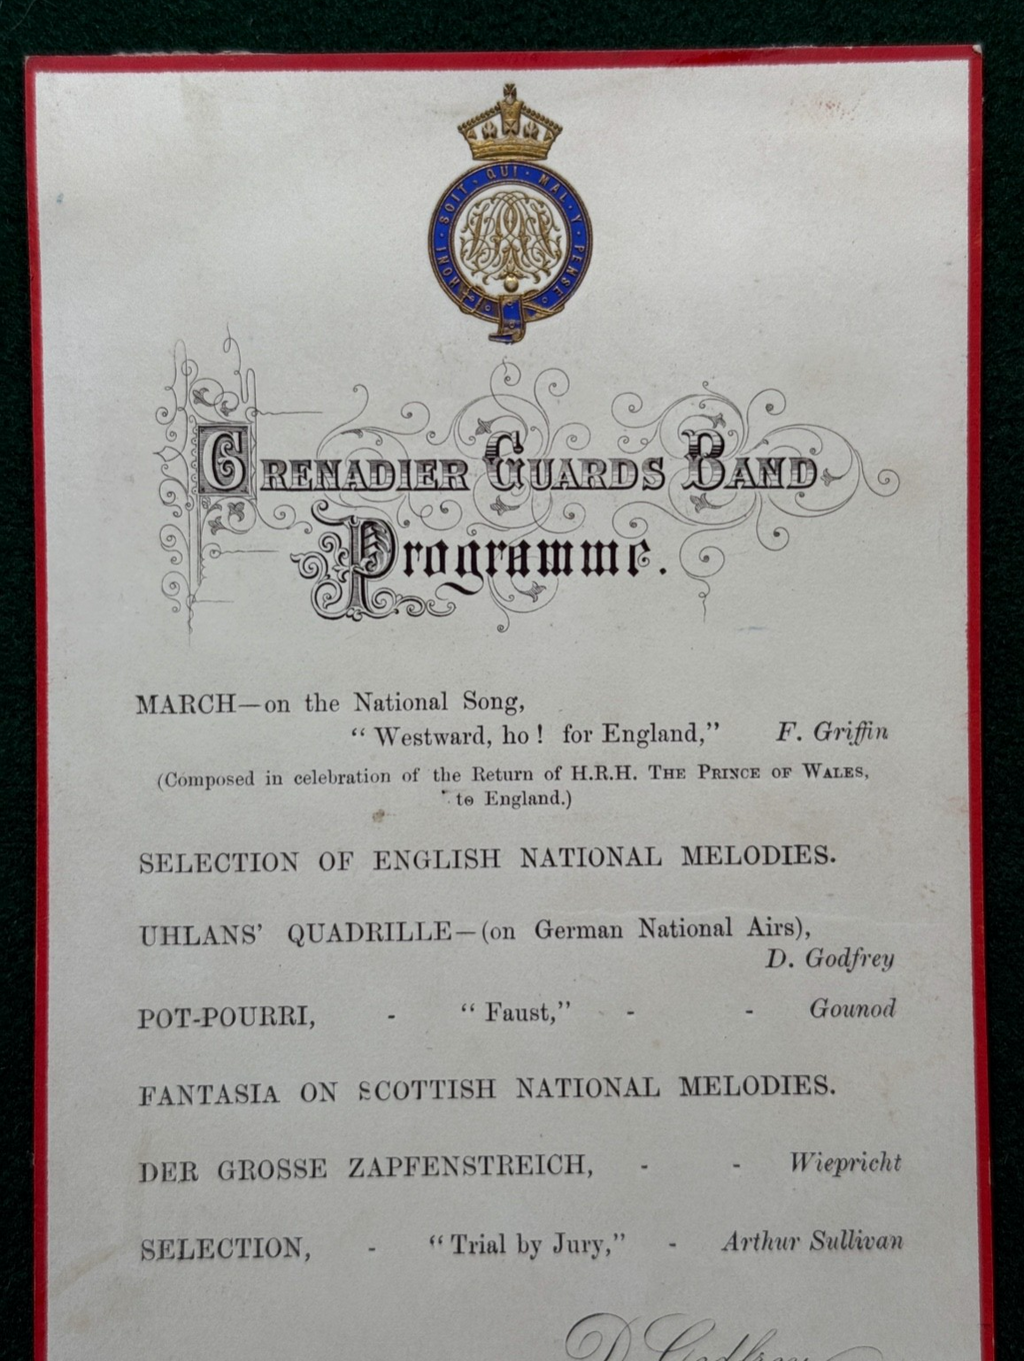 HONI · SOIT · QUI · MAL · Y · PENSE
GRENADIER GUARDS BAND
Programme.
MARCH—on the National Song,
“ Westward, ho ! for England,” F. Griffin
(Composed in celebration of the Return of H.R.H. THE PRINCE OF WALES,
to England.)
SELECTION OF ENGLISH NATIONAL MELODIES.
UHLANS’ QUADRILLE—(on German National Airs),
D. Godfrey
POT-POURRI, - “ Faust,” - - Gounod
FANTASIA ON SCOTTISH NATIONAL MELODIES.
DER GROSSE ZAPFENSTREICH, - - Wiepricht
SELECTION, - “ Trial by Jury,” - Arthur Sullivan
D Godfrey